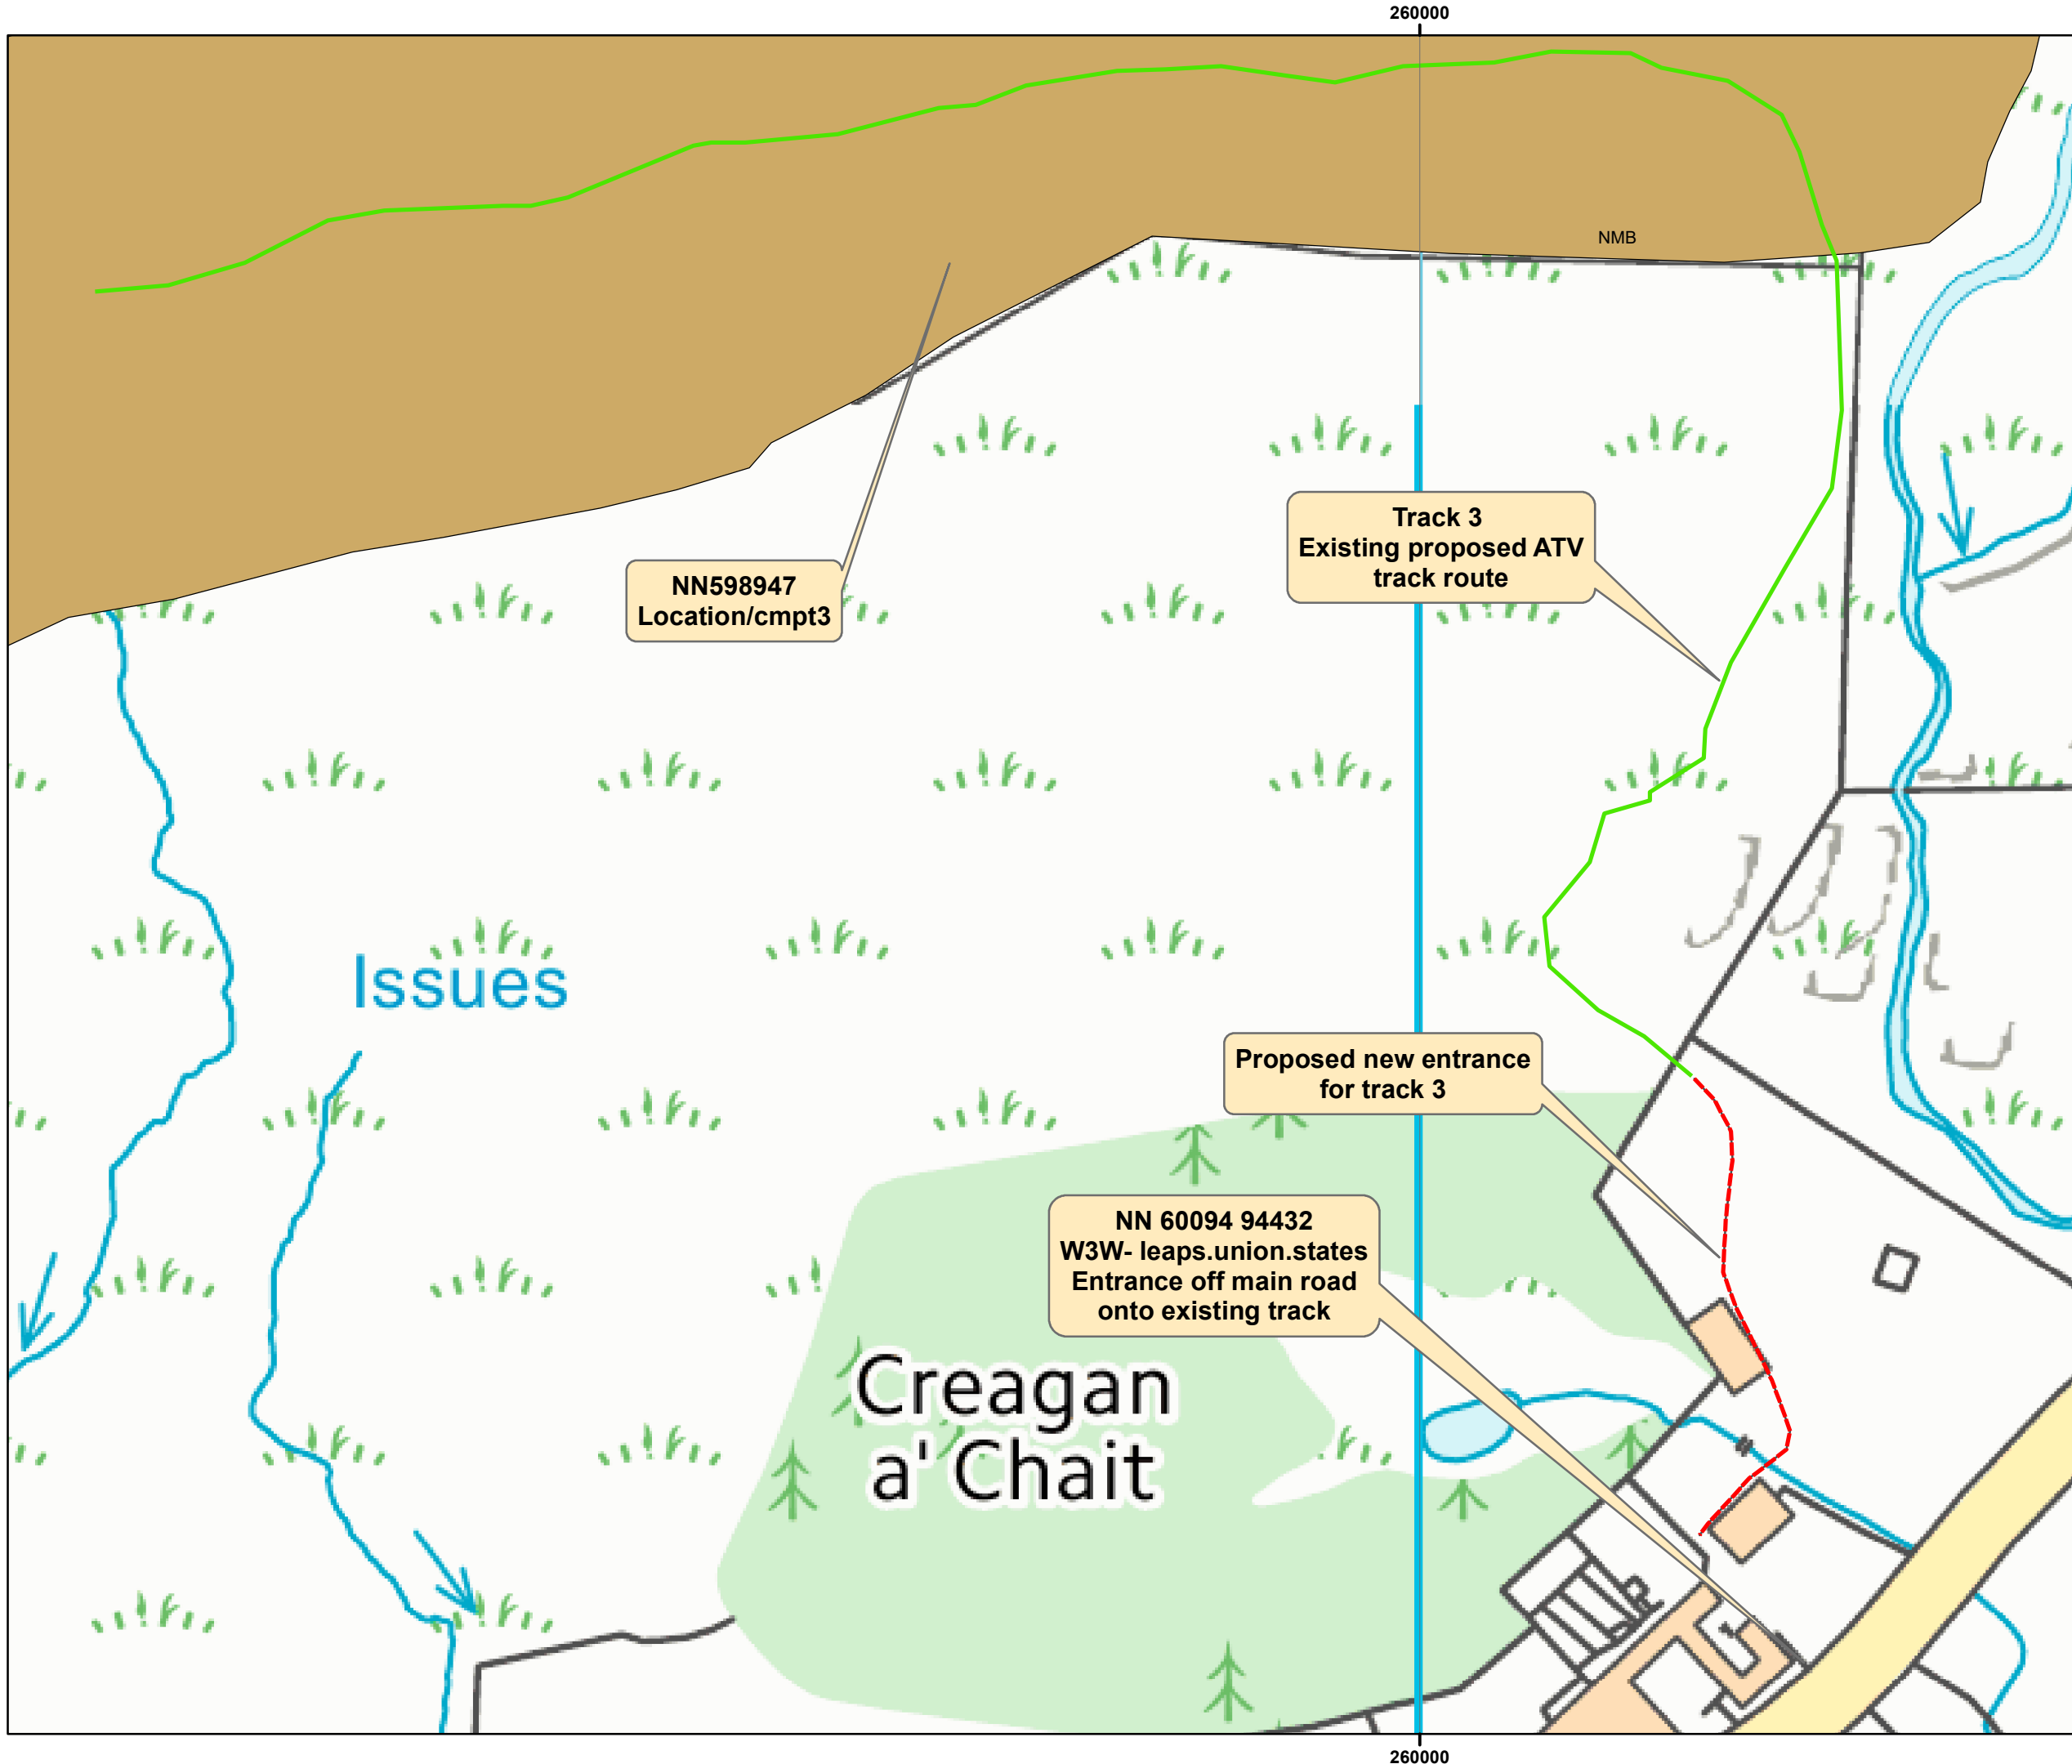 260000
NMB
Track 3
Existing proposed ATV
track route
NN598947
Location/cmpt3
Issues
Proposed new entrance
for track 3
NN 60094 94432
W3W- leaps.union.states
Entrance off main road
onto existing track
Creagan
a' Chait
260000